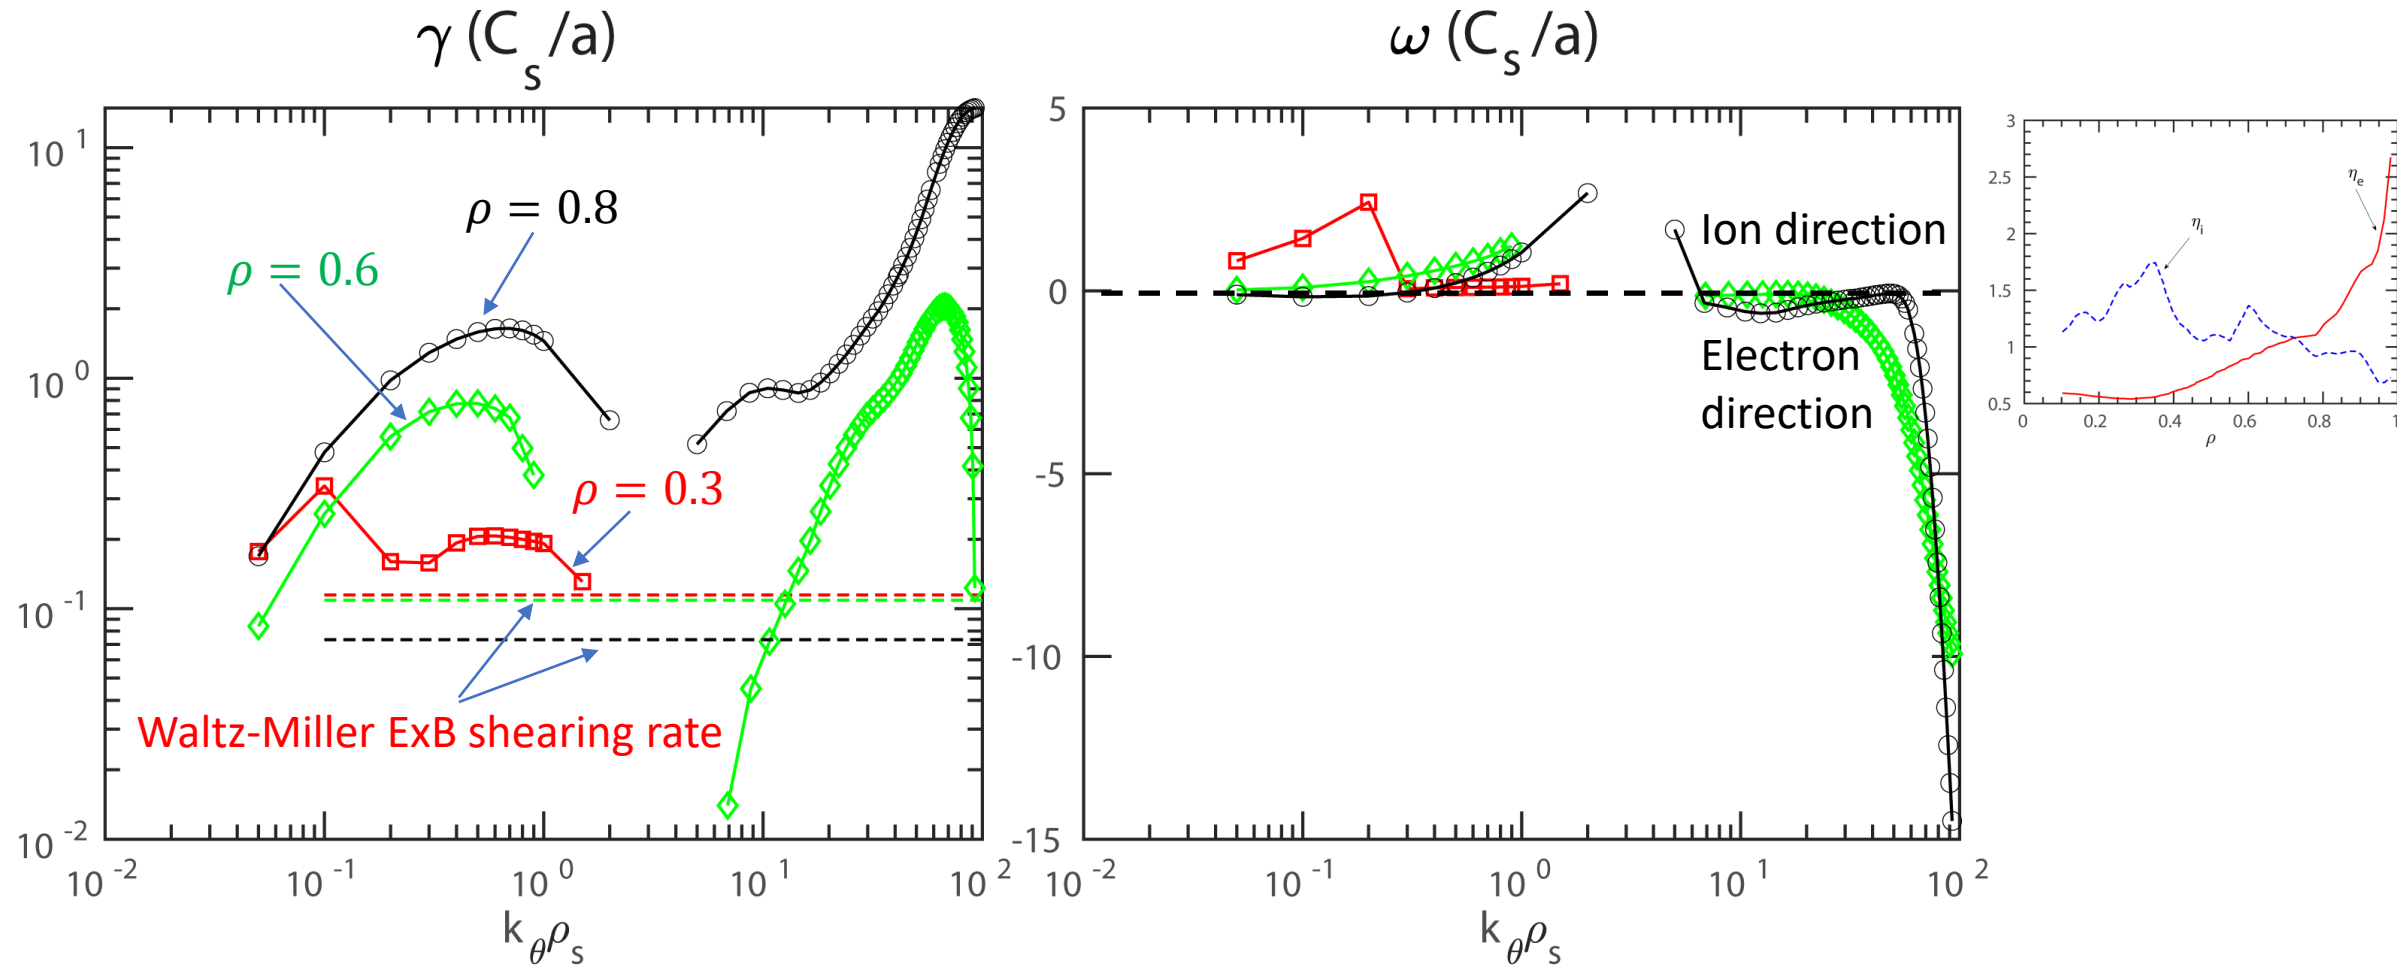 γ (C_s/a)
10^1
10^0
10^-1
10^-2
10^-2 10^-1 10^0 10^1 10^2
k_θρ_s
ρ = 0.8
ρ = 0.6
ρ = 0.3
Waltz-Miller ExB shearing rate
ω (C_s/a)
5
0
-5
-10
-15
10^-2 10^-1 10^0 10^1 10^2
k_θρ_s
Ion direction
Electron
direction
3
2.5
2
1.5
1
0.5
0 0.2 0.4 0.6 0.8 1
ρ
η_i
η_e